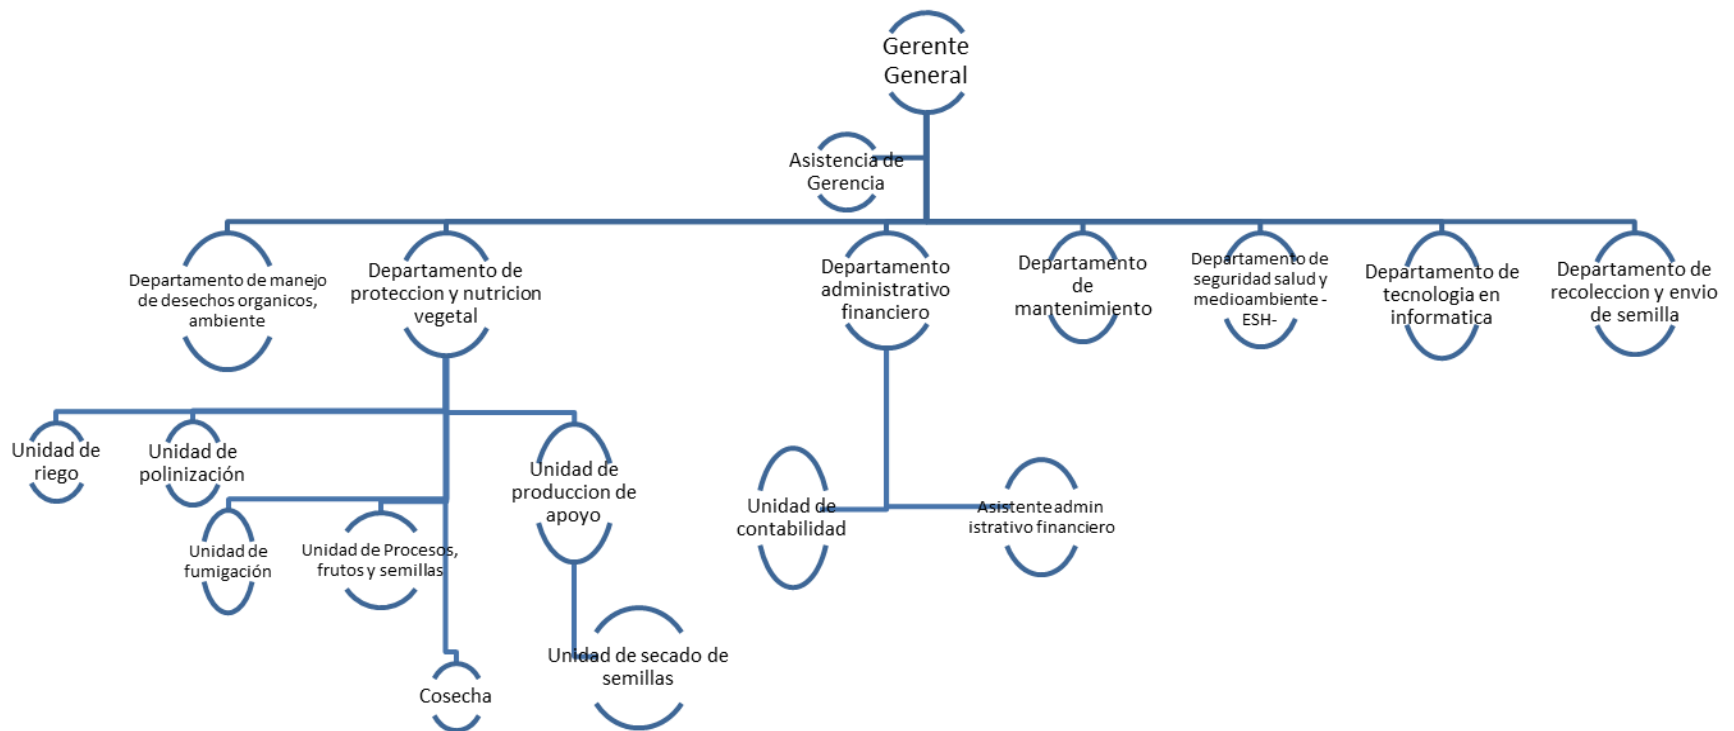 Gerente
General
Asistencia de
Gerencia
Departamento de manejo
de desechos organicos,
ambiente
Departamento de
proteccion y nutricion
vegetal
Departamento
administrativo
financiero
Departamento
de
mantenimiento
Departamento de
seguridad salud y
medioambiente -
ESH-
Departamento de
tecnologia en
informatica
Departamento de
recoleccion y envio
de semilla
Unidad de
riego
Unidad de
polinización
Unidad de
produccion de
apoyo
Unidad de
contabilidad
Asistente admin
istrativo financiero
Unidad de
fumigación
Unidad de Procesos,
frutos y semillas
Unidad de secado de
semillas
Cosecha